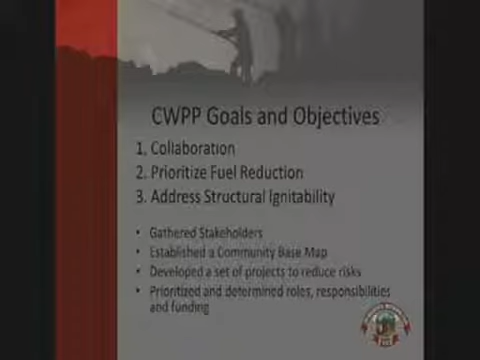 CWPP Goals and Objectives
1. Collaboration
2. Prioritize Fuel Reduction
3. Address Structural Ignitability
• Gathered Stakeholders
• Established a Community Base Map
• Developed a set of projects to reduce risks
• Prioritized and determined roles, responsibilities
and funding